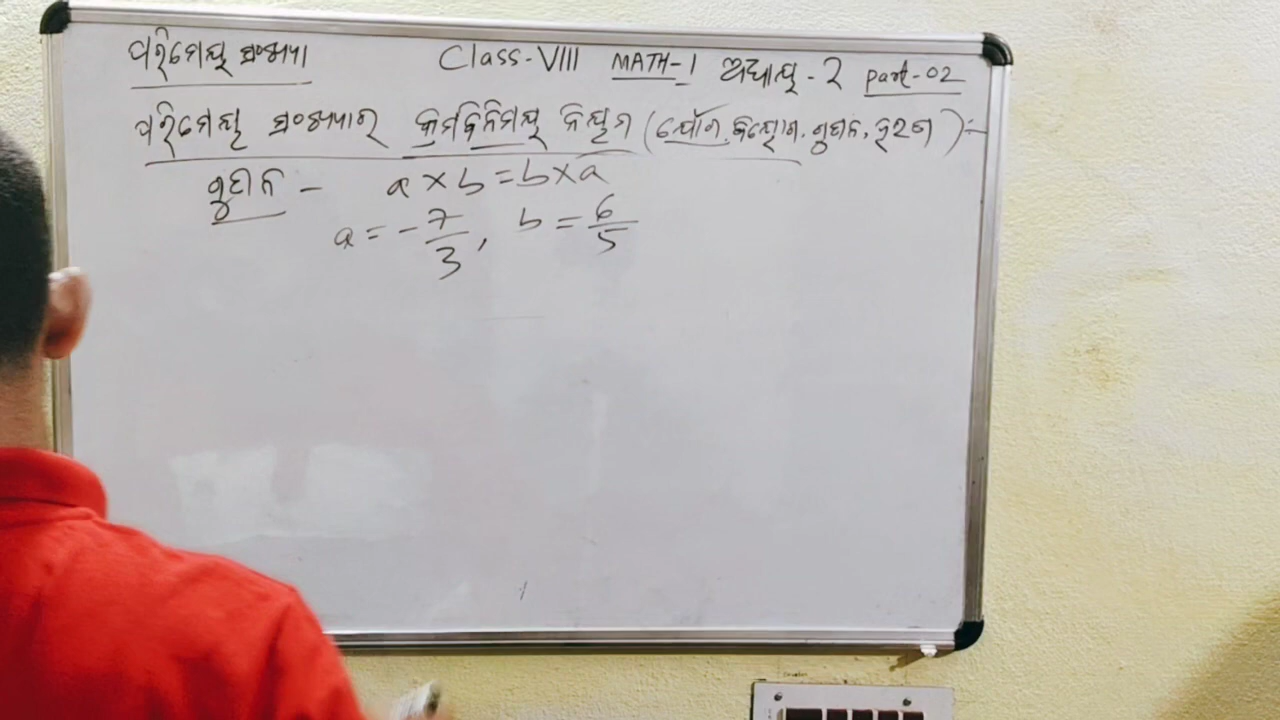 ପରିମେୟ ସଂଖ୍ୟା Class-VIII MATH-1 ଅଧ୍ୟାୟ-2 part-02
ପରିମେୟ ସଂଖ୍ୟାର କ୍ରମବିନିମୟ ନିୟମ (ଯୌଗ, ବିୟୋଗ, ଗୁଣନ, ହରଣ):-
ଗୁଣନ - a × b = b × a
a = -7/3, b = 6/5